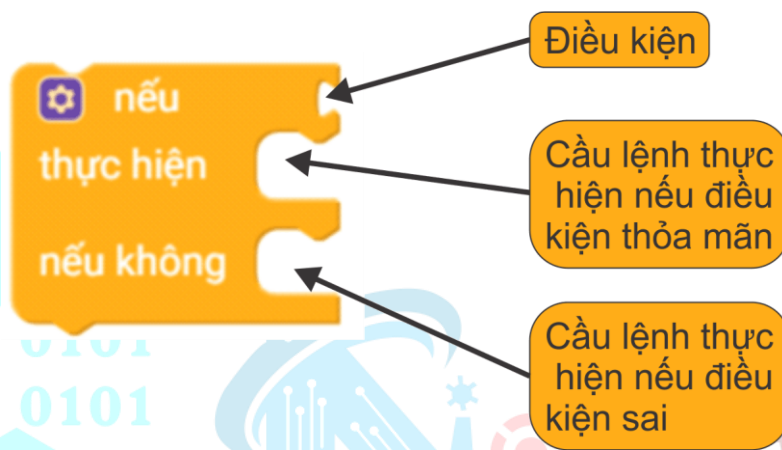 nếu
thực hiện
nếu không
Điều kiện
Cầu lệnh thực
hiện nếu điều
kiện thỏa mãn
Cầu lệnh thực
hiện nếu điều
kiện sai
0101
0101